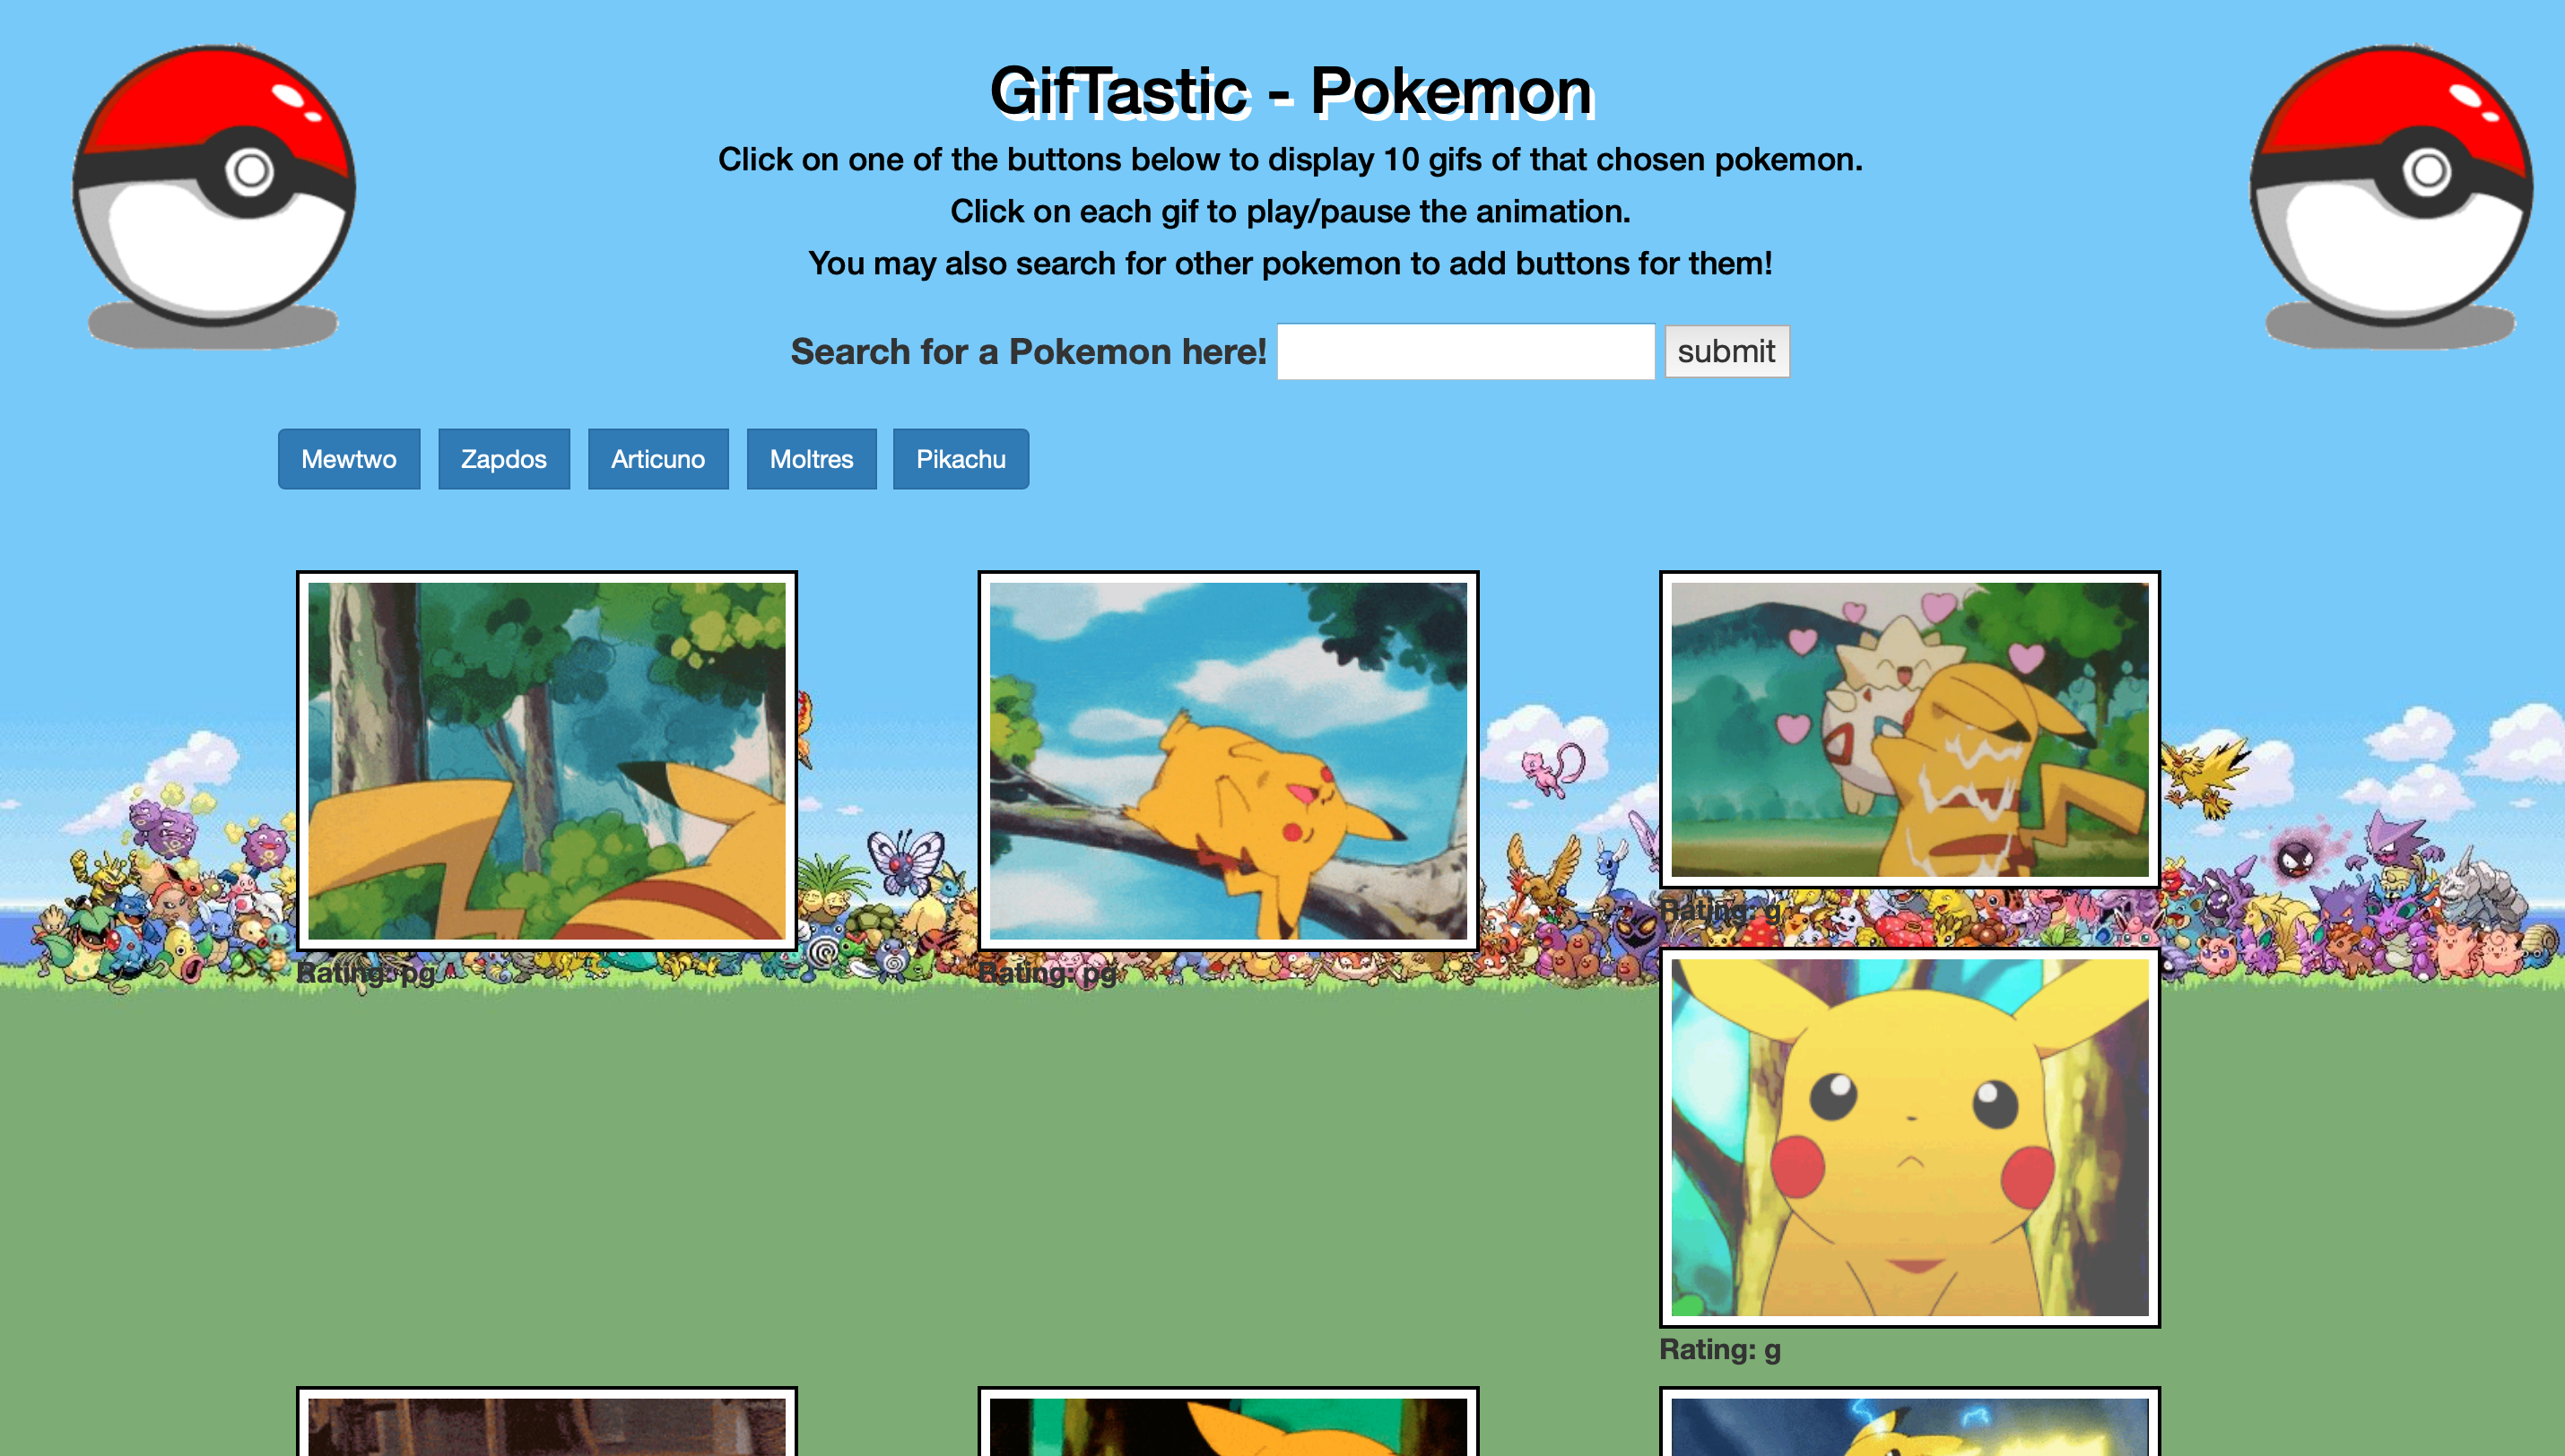 GifTastic - Pokemon
Click on one of the buttons below to display 10 gifs of that chosen pokemon.
Click on each gif to play/pause the animation.
You may also search for other pokemon to add buttons for them!
Search for a Pokemon here! submit
Mewtwo Zapdos Articuno Moltres Pikachu
Rating: g
Rating: pg Rating: pg
Rating: g